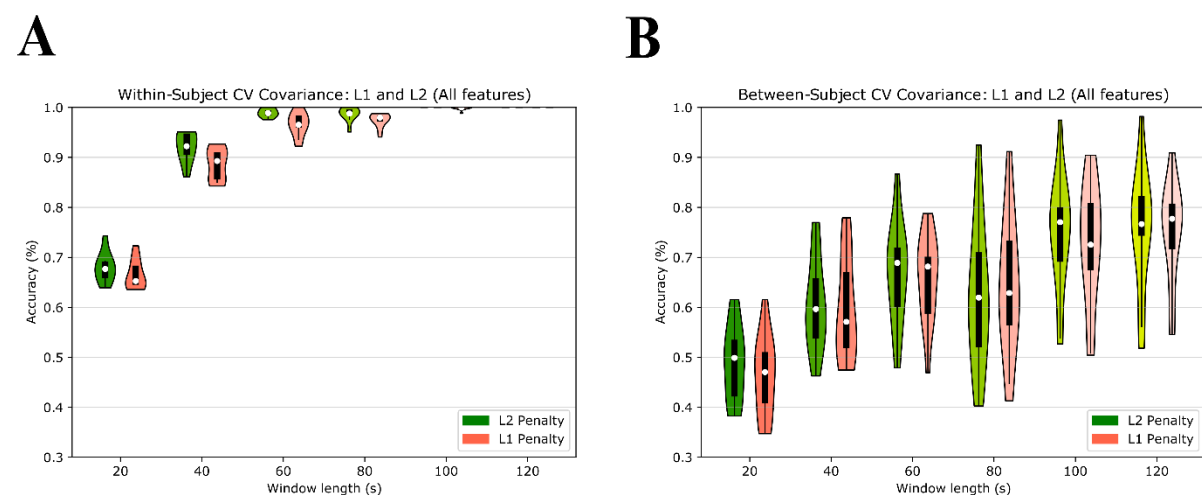 A
Within-Subject CV Covariance: L1 and L2 (All features)
1.0
0.9
0.8
0.7
0.6
0.5
0.4
0.3
Accuracy (%)
L2 Penalty
L1 Penalty
20 40 60 80 100 120
Window length (s)
B
Between-Subject CV Covariance: L1 and L2 (All features)
1.0
0.9
0.8
0.7
0.6
0.5
0.4
0.3
Accuracy (%)
L2 Penalty
L1 Penalty
20 40 60 80 100 120
Window length (s)